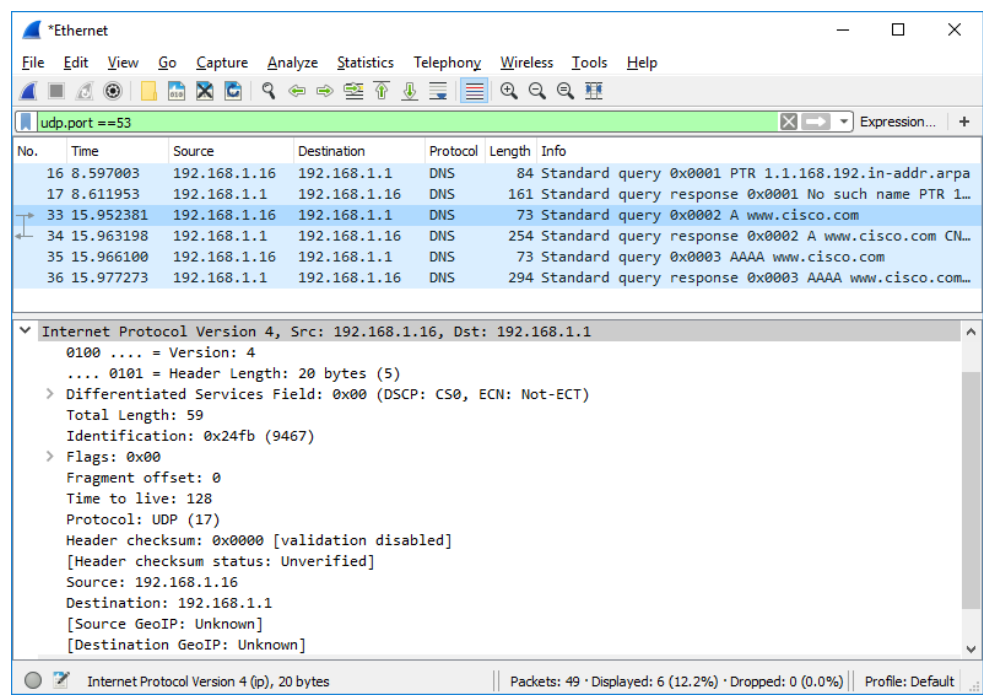 *Ethernet
File Edit View Go Capture Analyze Statistics Telephony Wireless Tools Help
udp.port ==53 Expression... +
No. Time Source Destination Protocol Length Info
16 8.597003 192.168.1.16 192.168.1.1 DNS 84 Standard query 0x0001 PTR 1.1.168.192.in-addr.arpa
17 8.611953 192.168.1.1 192.168.1.16 DNS 161 Standard query response 0x0001 No such name PTR 1…
33 15.952381 192.168.1.16 192.168.1.1 DNS 73 Standard query 0x0002 A www.cisco.com
34 15.963198 192.168.1.1 192.168.1.16 DNS 254 Standard query response 0x0002 A www.cisco.com CN…
35 15.966100 192.168.1.16 192.168.1.1 DNS 73 Standard query 0x0003 AAAA www.cisco.com
36 15.977273 192.168.1.1 192.168.1.16 DNS 294 Standard query response 0x0003 AAAA www.cisco.com…
Internet Protocol Version 4, Src: 192.168.1.16, Dst: 192.168.1.1
0100 .... = Version: 4
.... 0101 = Header Length: 20 bytes (5)
Differentiated Services Field: 0x00 (DSCP: CS0, ECN: Not-ECT)
Total Length: 59
Identification: 0x24fb (9467)
Flags: 0x00
Fragment offset: 0
Time to live: 128
Protocol: UDP (17)
Header checksum: 0x0000 [validation disabled]
[Header checksum status: Unverified]
Source: 192.168.1.16
Destination: 192.168.1.1
[Source GeoIP: Unknown]
[Destination GeoIP: Unknown]
Internet Protocol Version 4 (ip), 20 bytes Packets: 49 · Displayed: 6 (12.2%) · Dropped: 0 (0.0%) Profile: Default